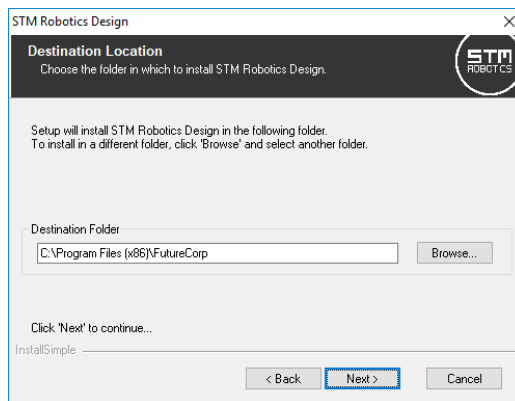 STM Robotics Design
Destination Location
Choose the folder in which to install STM Robotics Design.
STM
ROBOTCS
Setup will install STM Robotics Design in the following folder.
To install in a different folder, click 'Browse' and select another folder.
Destination Folder
C:\Program Files (x86)\FutureCorp
Browse...
Click 'Next' to continue...
InstallSimple
< Back
Next >
Cancel